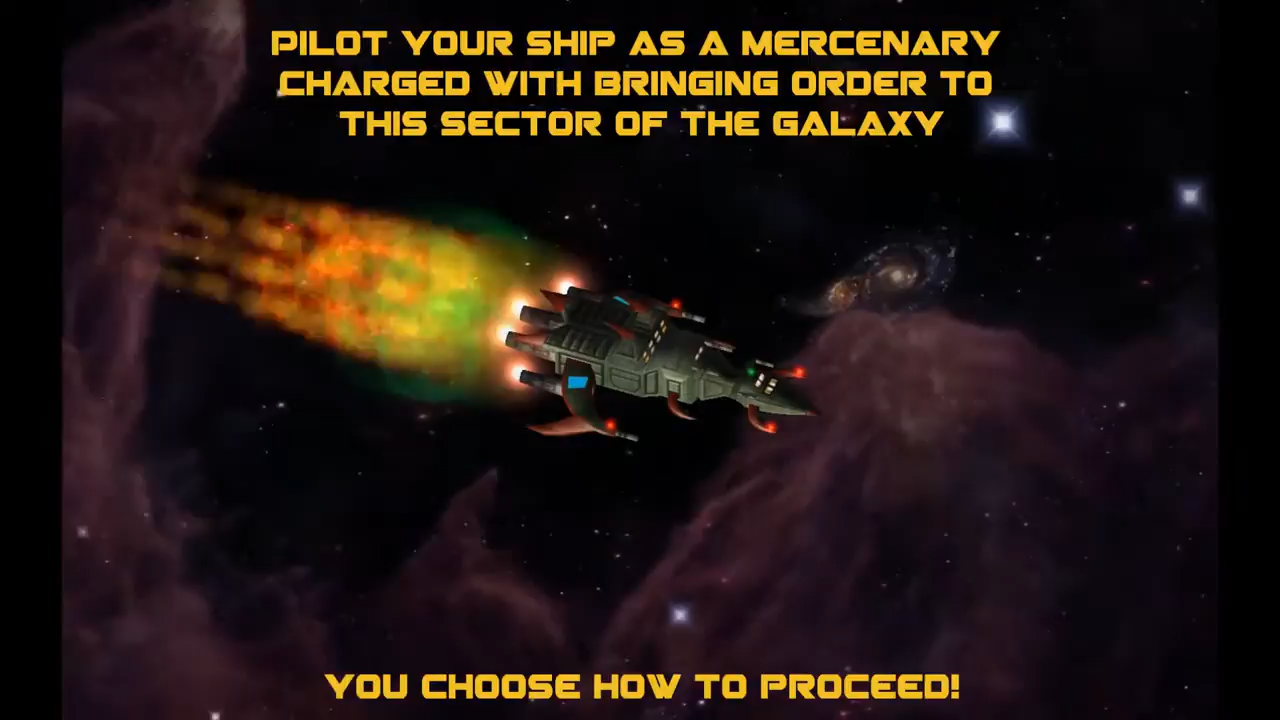 PILOT YOUR SHIP AS A MERCENARY
CHARGED WITH BRINGING ORDER TO
THIS SECTOR OF THE GALAXY
YOU CHOOSE HOW TO PROCEED!